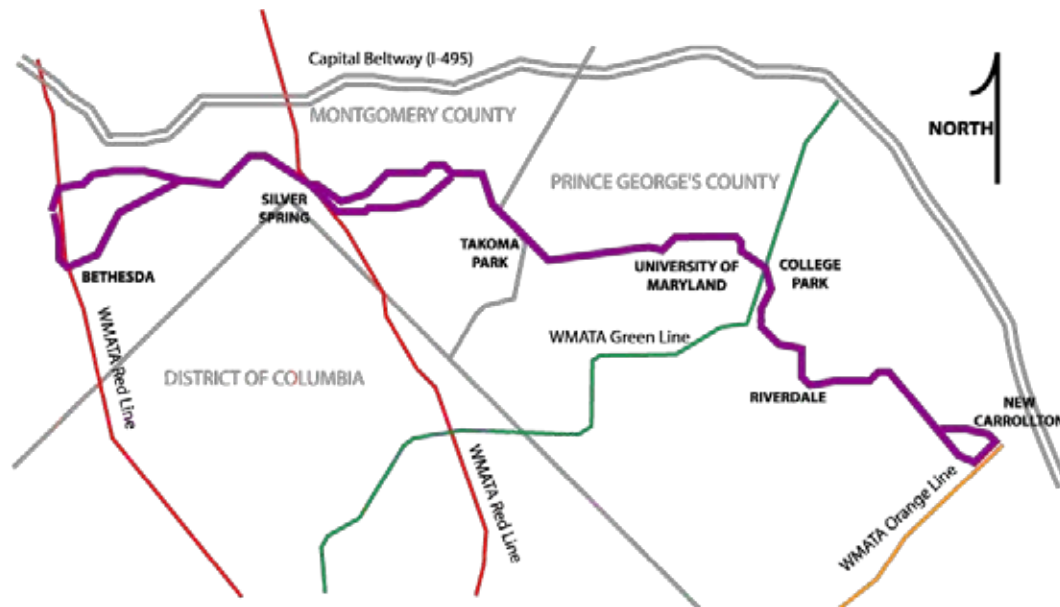 Capital Beltway (I-495)
MONTGOMERY COUNTY
NORTH
PRINCE GEORGE'S COUNTY
SILVER
SPRING
TAKOMA
PARK
BETHESDA
UNIVERSITY OF
MARYLAND
COLLEGE
PARK
WMATA Green Line
WMATA Red Line
DISTRICT OF COLUMBIA
RIVERDALE
NEW
CARROLLTON
WMATA Red Line
WMATA Orange Line